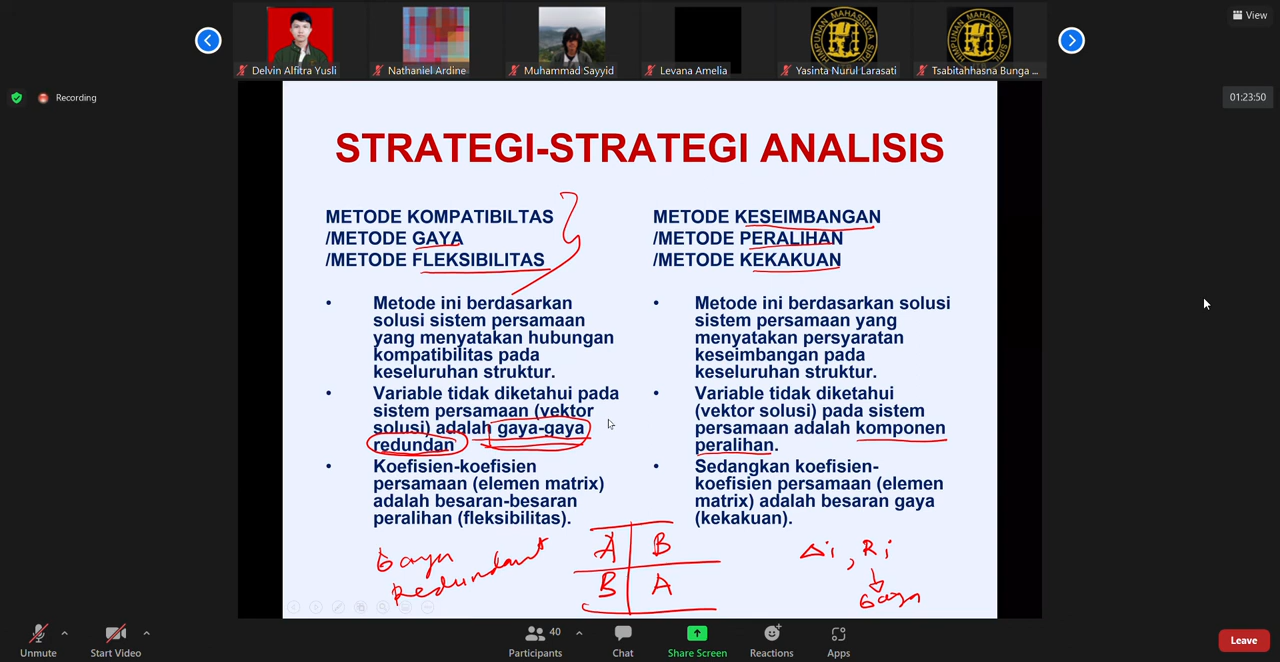 View
Delvin Alfitra Yusli
Nathaniel Ardine
Muhammad Sayyid
Levana Amelia
Yasinta Nurul Larasati
Tsabitahhasna Bunga ...
HIMPUNAN MAHASISWA SIPIL
HIMPUNAN MAHASISWA SIPIL
Recording
01:23:50
STRATEGI-STRATEGI ANALISIS
METODE KOMPATIBILTAS
/METODE GAYA
/METODE FLEKSIBILITAS
• Metode ini berdasarkan
solusi sistem persamaan
yang menyatakan hubungan
kompatibilitas pada
keseluruhan struktur.
• Variable tidak diketahui pada
sistem persamaan (vektor
solusi) adalah gaya-gaya
redundan
• Koefisien-koefisien
persamaan (elemen matrix)
adalah besaran-besaran
peralihan (fleksibilitas).
METODE KESEIMBANGAN
/METODE PERALIHAN
/METODE KEKAKUAN
• Metode ini berdasarkan solusi
sistem persamaan yang
menyatakan persyaratan
keseimbangan pada
keseluruhan struktur.
• Variable tidak diketahui
(vektor solusi) pada sistem
persamaan adalah komponen
peralihan.
• Sedangkan koefisien-
koefisien persamaan (elemen
matrix) adalah besaran gaya
(kekakuan).
Gaya
Redundant
A B
B A
Δi, Ri
Gaya
Unmute
Start Video
40
Participants
Chat
Share Screen
Reactions
Apps
Leave